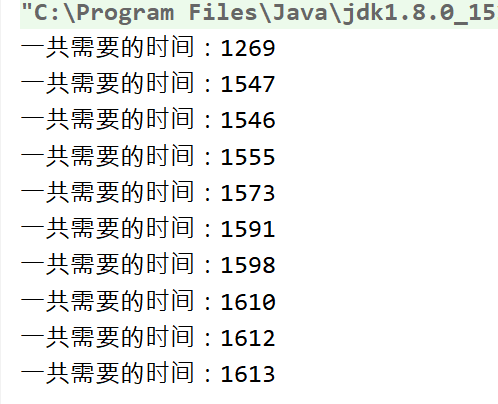 "C:\Program Files\Java\jdk1.8.0_15
一共需要的时间：1269
一共需要的时间：1547
一共需要的时间：1546
一共需要的时间：1555
一共需要的时间：1573
一共需要的时间：1591
一共需要的时间：1598
一共需要的时间：1610
一共需要的时间：1612
一共需要的时间：1613